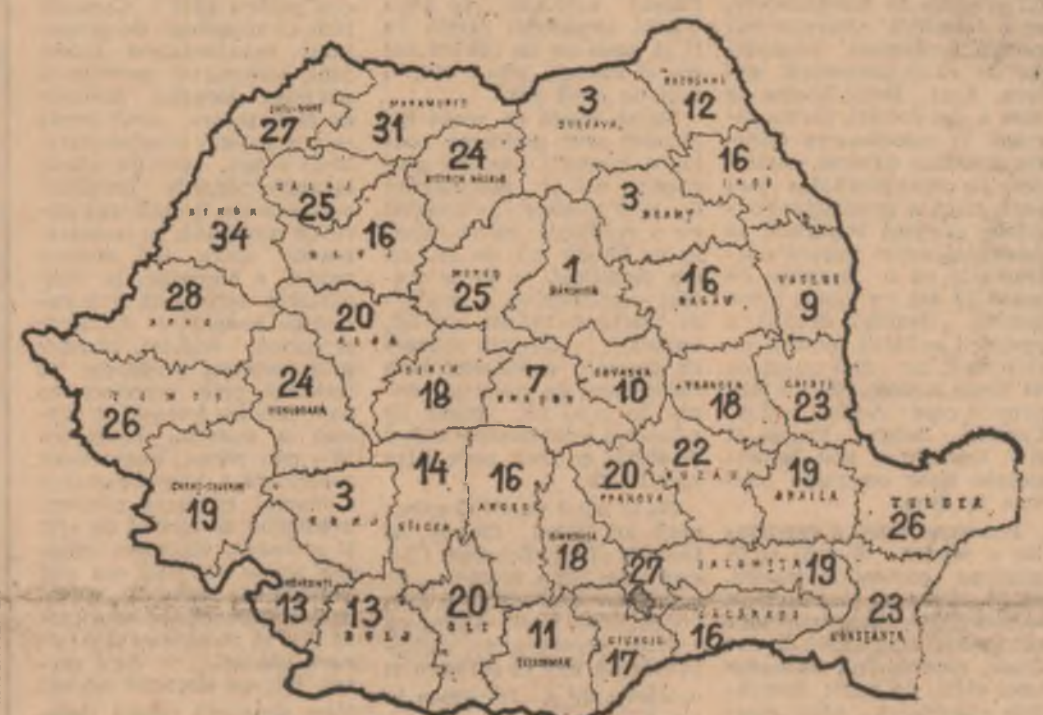 SATU-MARE
27
MARAMUREȘ
31
3
SUCEAVA
BOTOȘANI
12
16
IAȘI
SĂLAJ
25
24
BISTRIȚA NĂSĂUD
3
NEAMȚ
BIHOR
34
16
CLUJ
MUREȘ
25
1
HARGHITA
16
BACĂU
VASLUI
9
28
ARAD
20
ALBA
SIBIU
18
7
BRAȘOV
COVASNA
10
VRANCEA
18
GALAȚI
23
TIMIȘ
26
24
HUNEDOARA
CARAȘ-SEVERIN
19
3
GORJ
14
VÎLCEA
16
ARGEȘ
20
PRAHOVA
22
BUZĂU
19
BRĂILA
TULCEA
26
DÎMBOVIȚA
18
27
IALOMIȚA
19
MEHEDINȚI
13
13
DOLJ
20
OLT
11
TELEORMAN
GIURGIU
17
CĂLĂRAȘI
16
23
CONSTANȚA